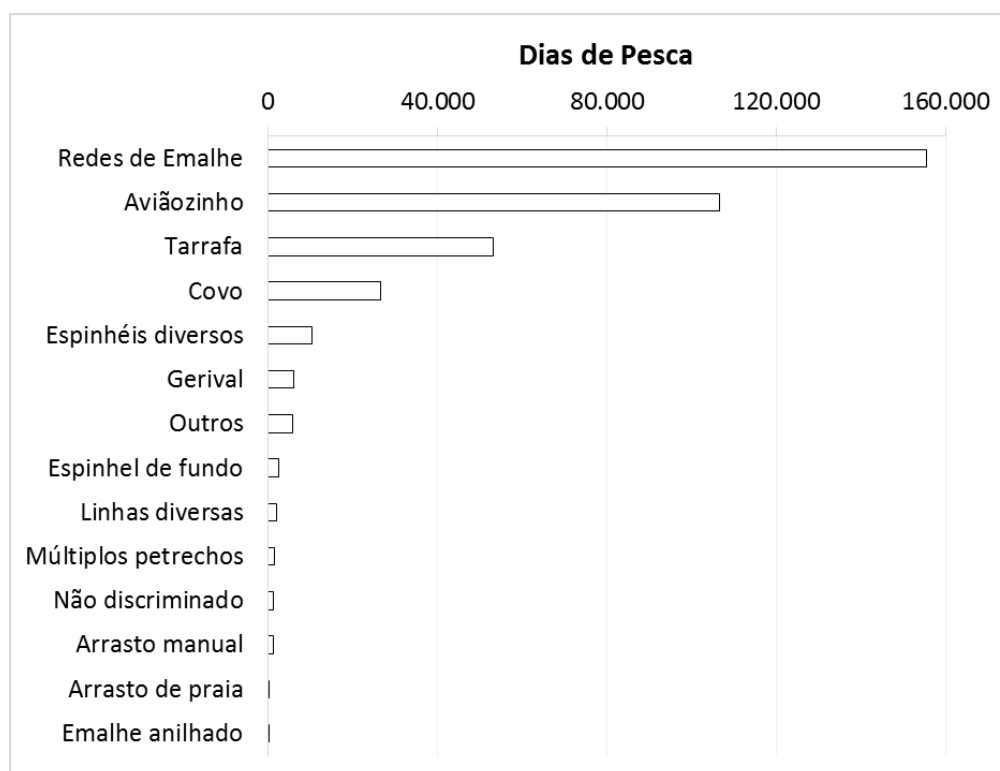 Dias de Pesca
0 40.000 80.000 120.000 160.000
Redes de Emalhe
Aviãozinho
Tarrafa
Covo
Espinhéis diversos
Gerival
Outros
Espinhel de fundo
Linhas diversas
Múltiplos petrechos
Não discriminado
Arrasto manual
Arrasto de praia
Emalhe anilhado